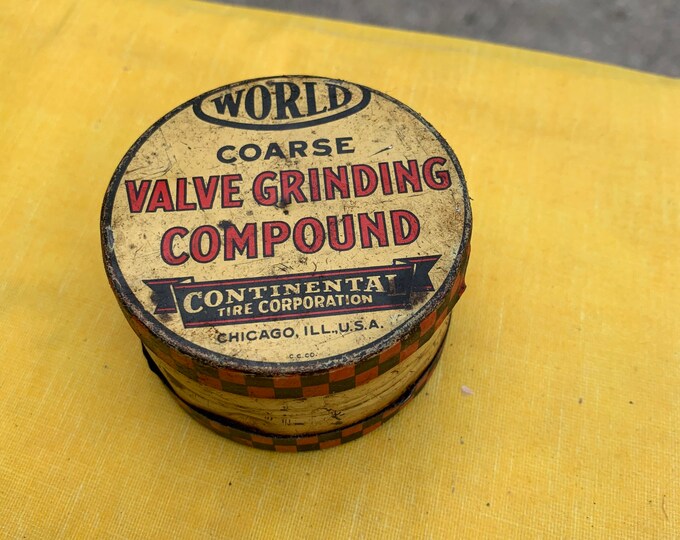 WORLD
COARSE
VALVE GRINDING
COMPOUND
CONTINENTAL
TIRE CORPORATION
CHICAGO, ILL., U.S.A.
C.C.CO.